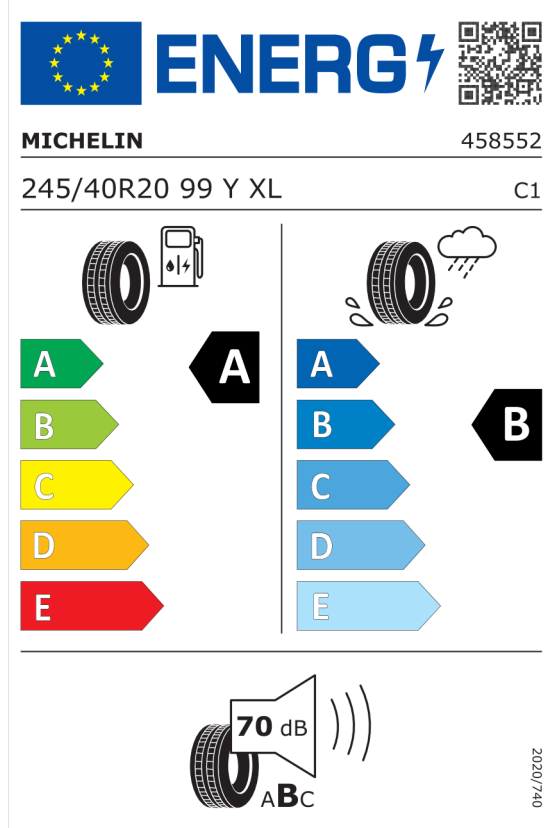 ENERG
MICHELIN 458552
245/40R20 99 Y XL C1
A A A
B B B
C C
D D
E E
70 dB
ABC
2020/740